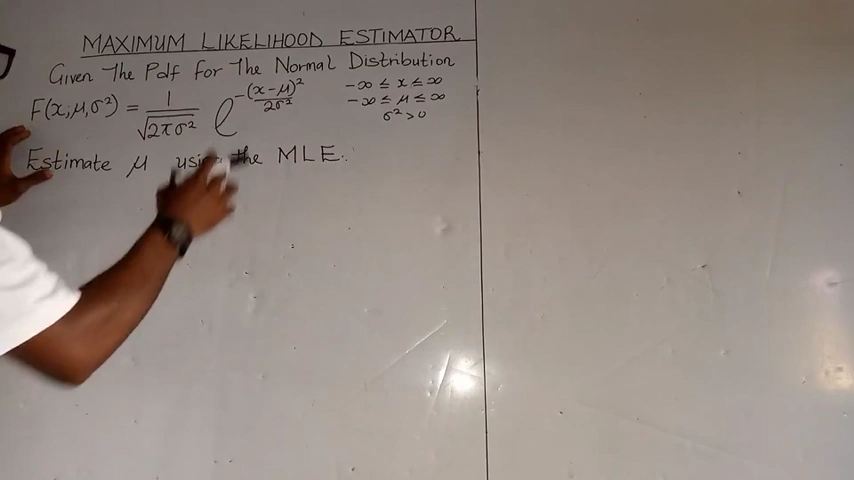 MAXIMUM LIKELIHOOD ESTIMATOR
Given The Pdf For The Normal Distribution
F(x; μ, σ²) = 1/√(2πσ²) e^(-(x-μ)²/2σ²)
-∞ ≤ x ≤ ∞
-∞ ≤ μ ≤ ∞
σ² > 0
Estimate μ using the MLE.